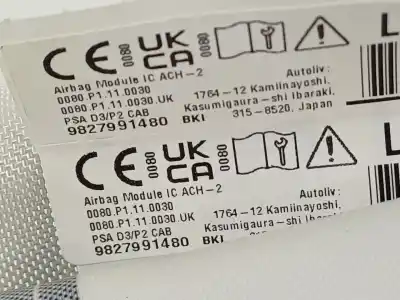 CE 0080 UK CA 0080 L
Airbag Module IC ACH-2
0080.P1.11.0030 Autoliv:
0080.P1.11.0030.UK 1764-12 Kamiinayoshi,
PSA D3/P2 CAB Kasumigaura-shi Ibaraki,
9827991480 BKI 315-8520, Japan
CE 0080 UK CA 0080 L
Airbag Module IC ACH-2
0080.P1.11.0030 Autoliv:
0080.P1.11.0030.UK 1764-12 Kamiinayoshi,
PSA D3/P2 CAB Kasumigaura-shi Ibaraki,
9827991480 BKI